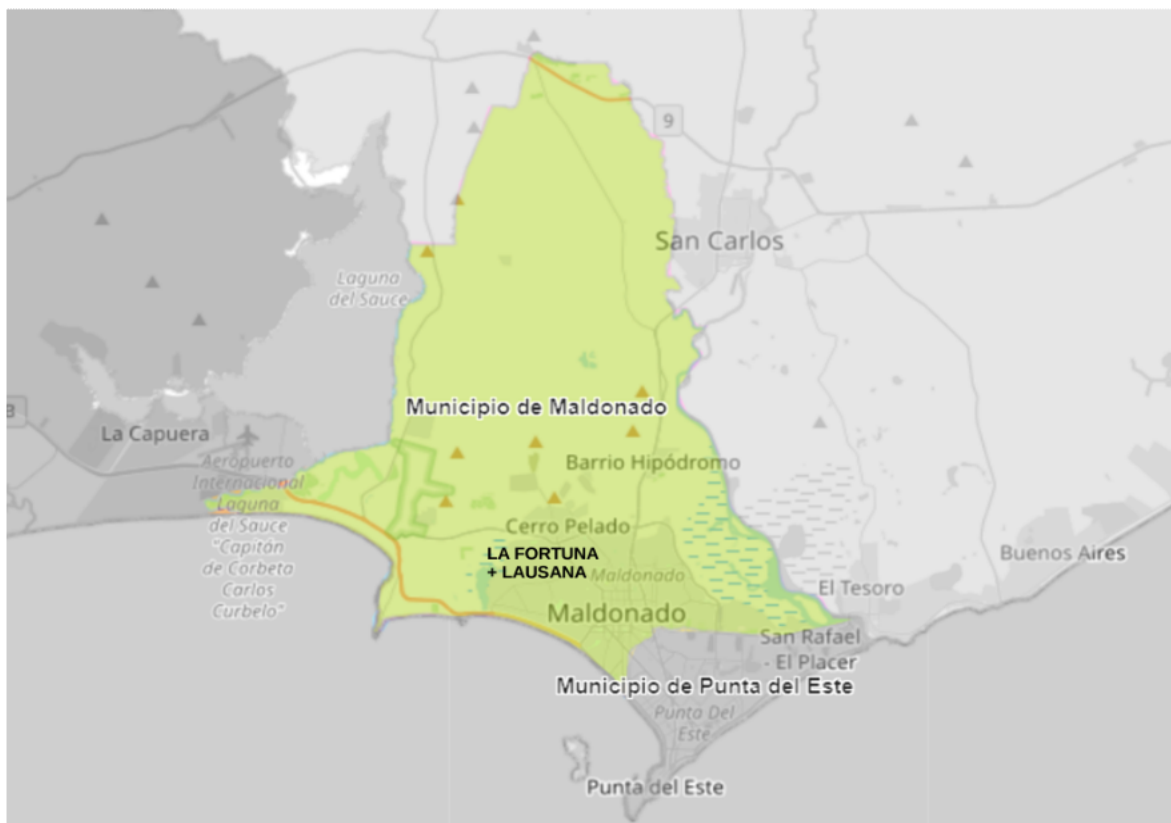 9
San Carlos
Laguna
del Sauce
Municipio de Maldonado
La Capuera
Barrio Hipódromo
"Aeropuerto
Internacional
Laguna
del Sauce
"Capitán
de Corbeta
Carlos
Curbelo"
Cerro Pelado
LA FORTUNA
+ LAUSANA
Maldonado
Buenos Aires
El Tesoro
Maldonado
San Rafael
- El Placer
Municipio de Punta del Este
Punta Del
Este
Punta del Este